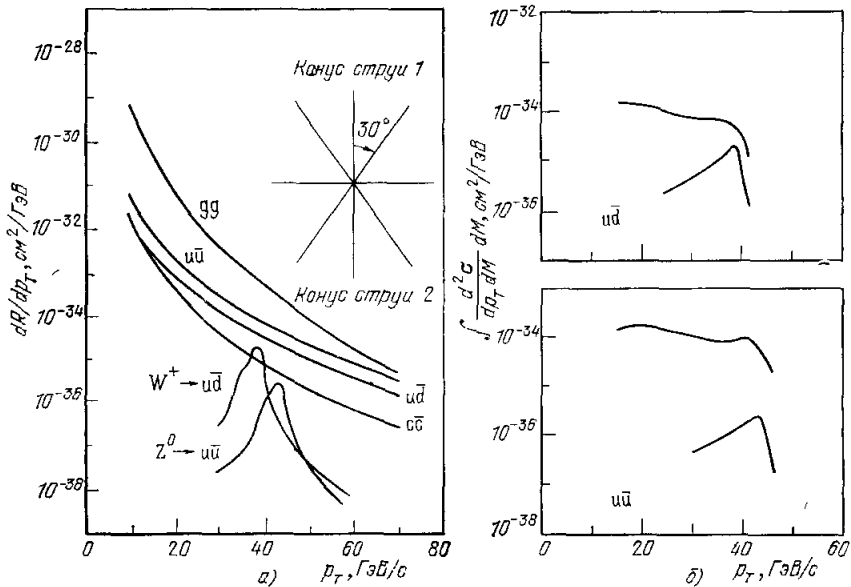 10⁻²⁸
10⁻³⁰
10⁻³²
10⁻³⁴
10⁻³⁶
10⁻³⁸
dR/dp_T, см²/ГэВ
Конус струи 1
30°
Конус струи 2
gg
uū
W⁺→ud̄
Z⁰→uū
ud̄
cc̄
0 20 40 60 80
а) p_T, ГэВ/с
10⁻³²
10⁻³⁴
10⁻³⁶
ud̄
∫ d²σ/dp_T dM dM, см²/ГэВ
10⁻³⁴
10⁻³⁶
10⁻³⁸
uū
0 20 40 60
p_T, ГэВ/с
б)